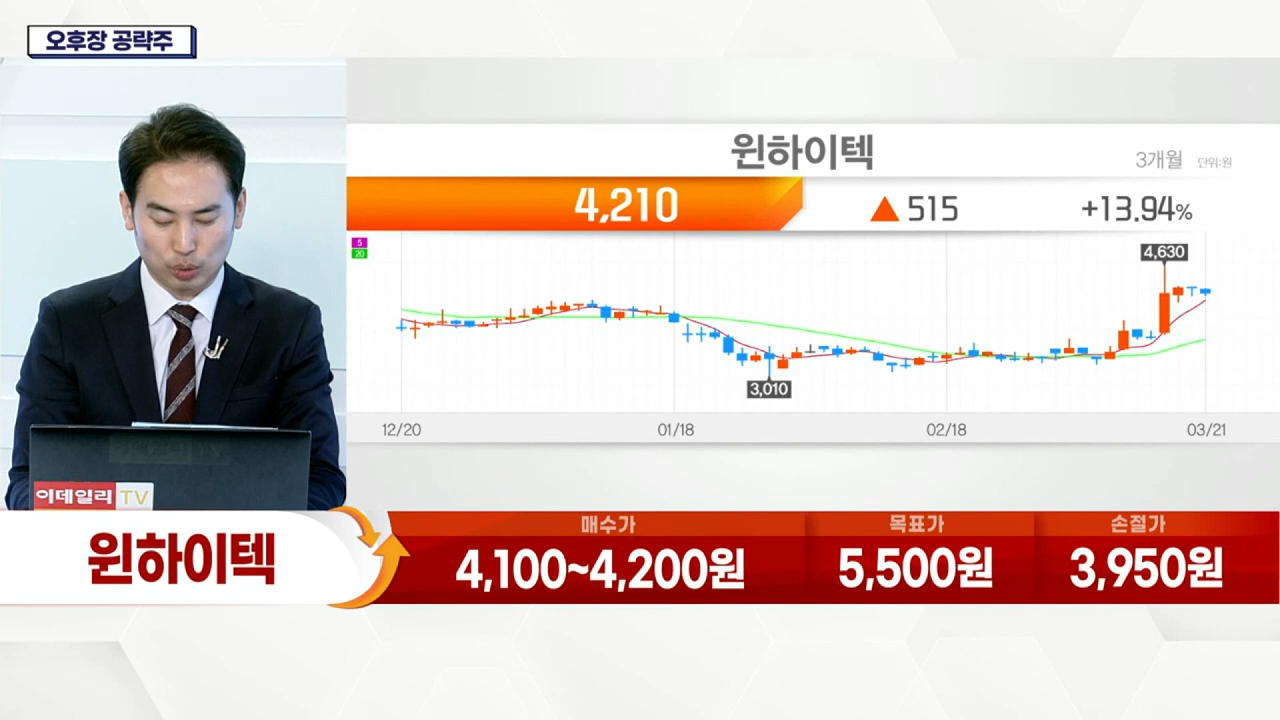 오후장 공략주
윈하이텍
3개월 단위:원
4,210 ▲ 515 +13.94%
5
20
4,630
3,010
12/20 01/18 02/18 03/21
이데일리 TV
윈하이텍
매수가 목표가 손절가
4,100~4,200원 5,500원 3,950원